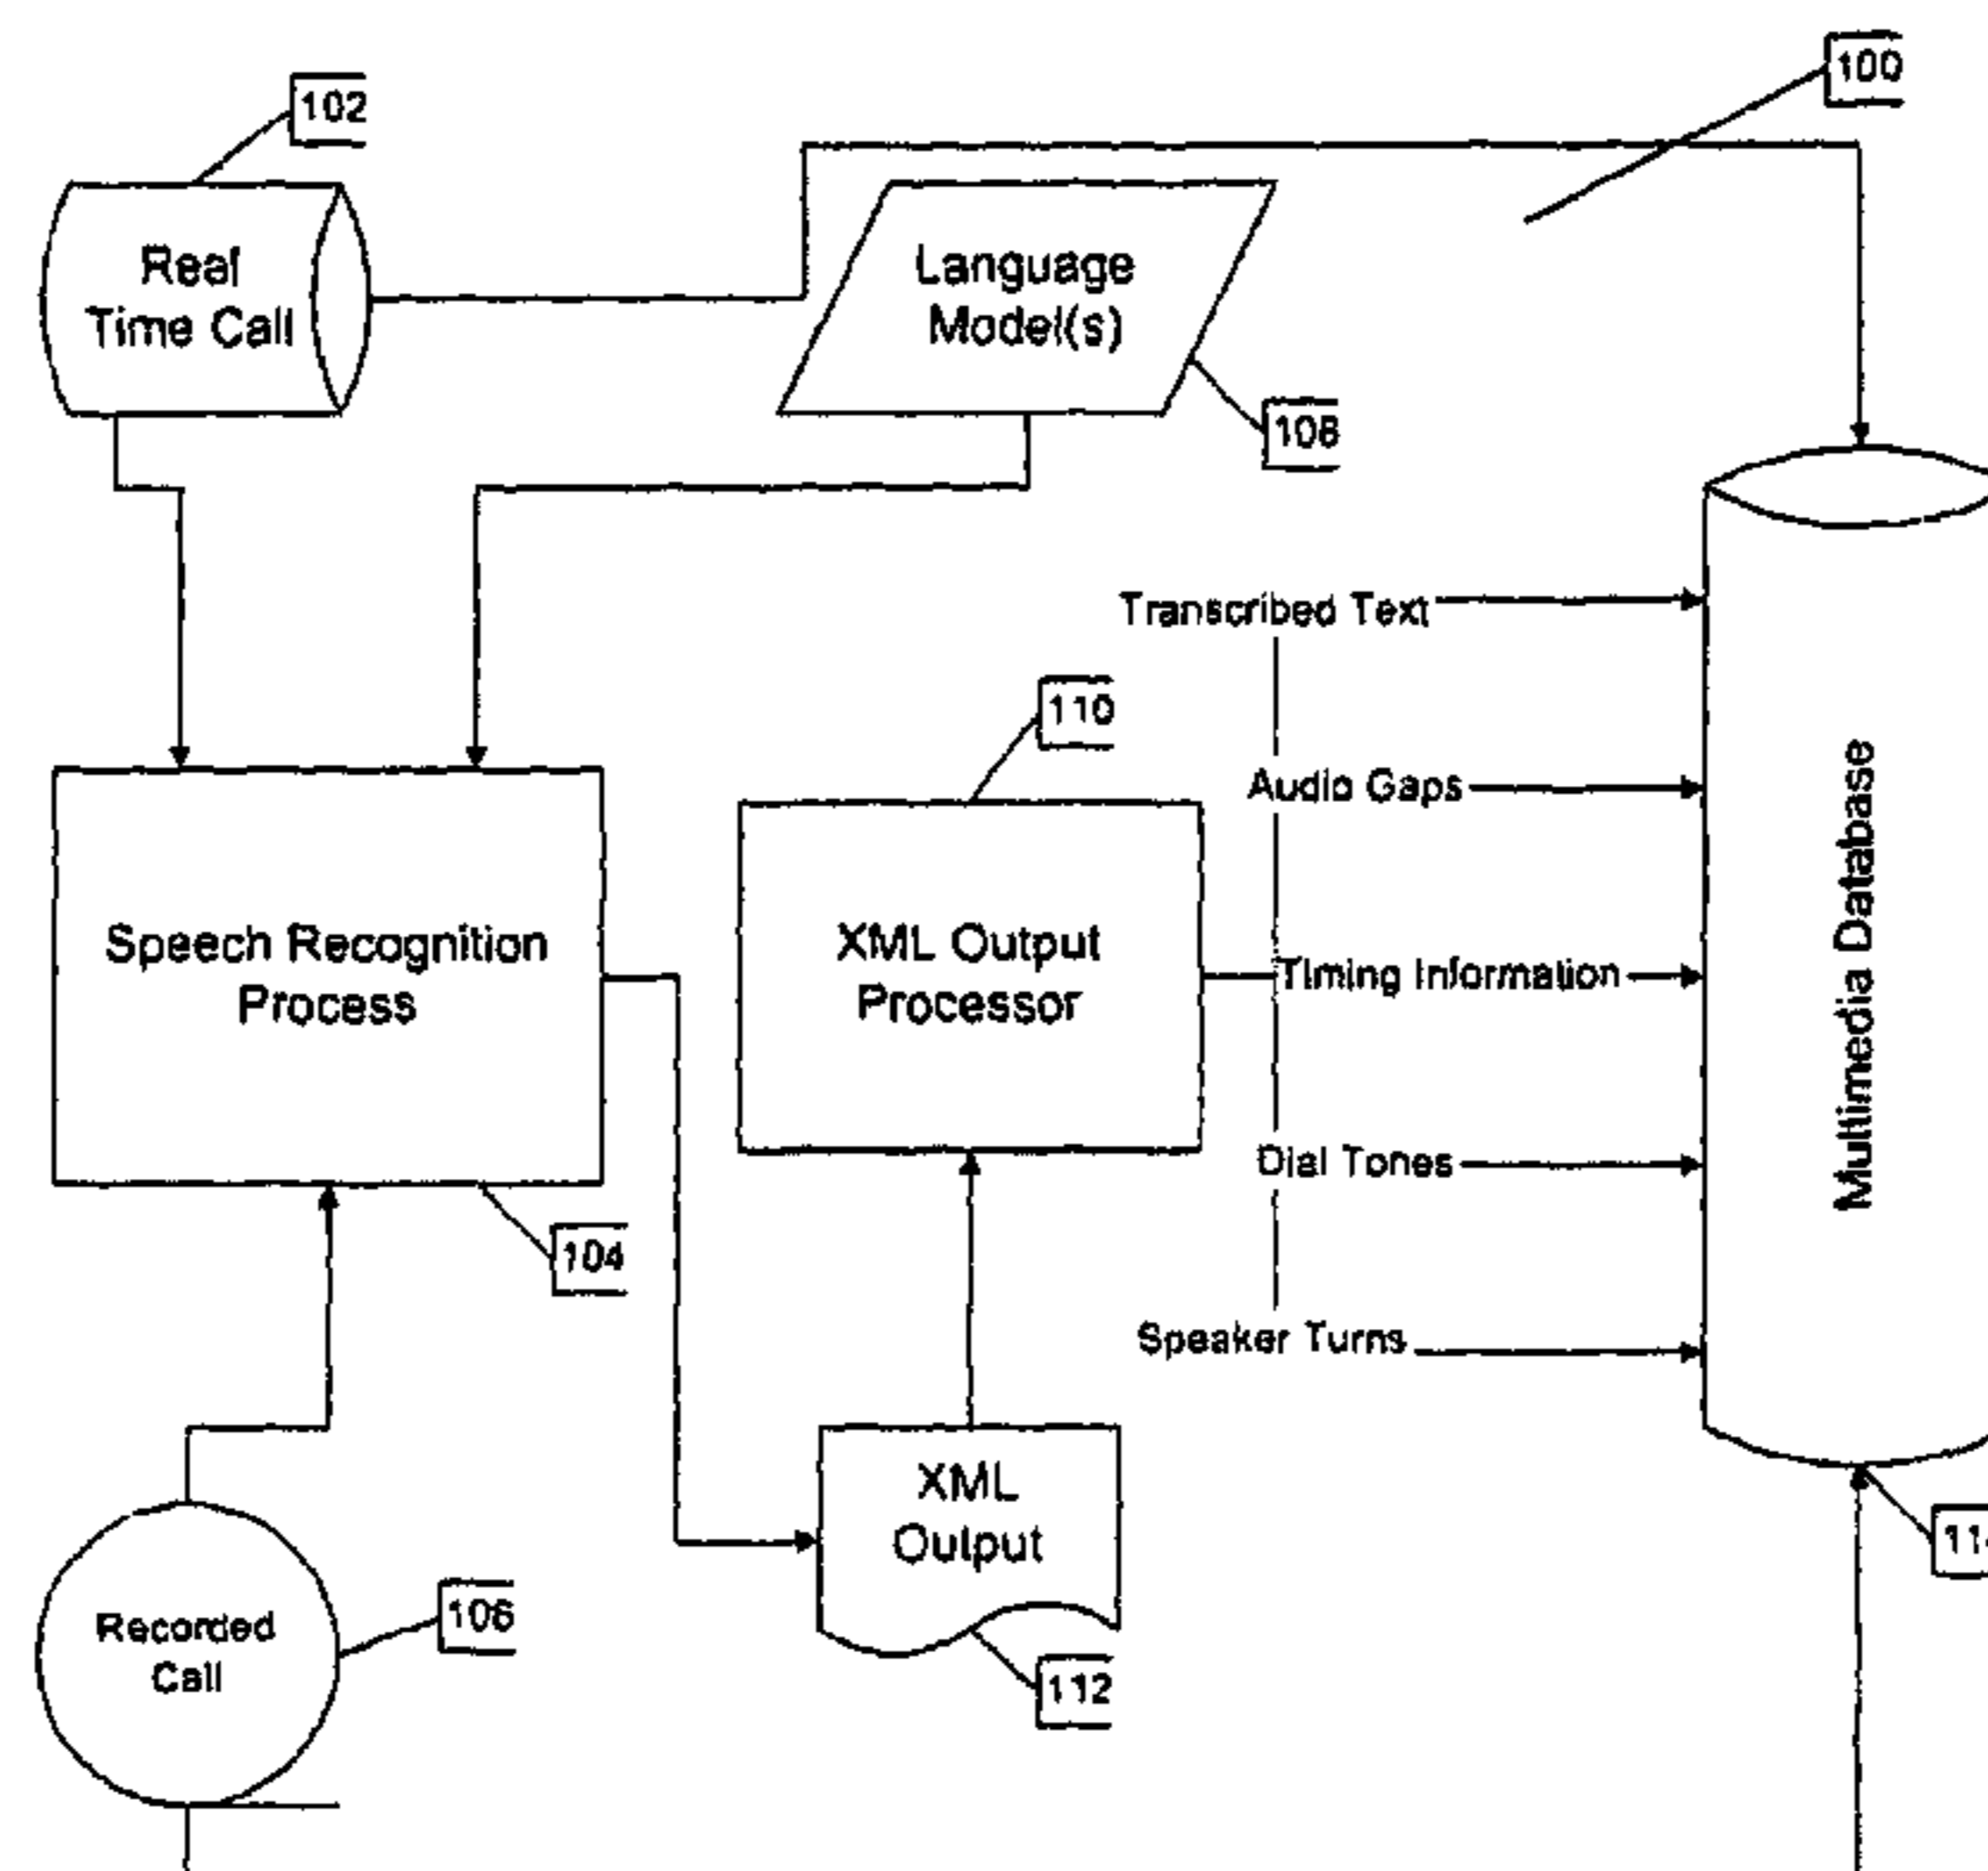 100
102
Real
Time Call
Language
Model(s)
108
Transcribed Text
110
Audio Gaps
Multimedia Database
Speech Recognition
Process
XML Output
Processor
Timing Information
Dial Tones
104
Speaker Turns
XML
Output
Recorded
Call
106
112